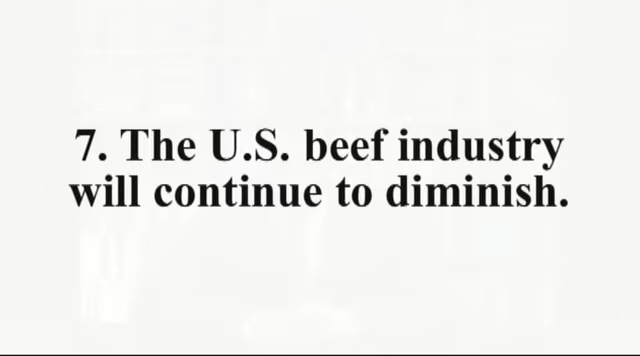 7. The U.S. beef industry
will continue to diminish.